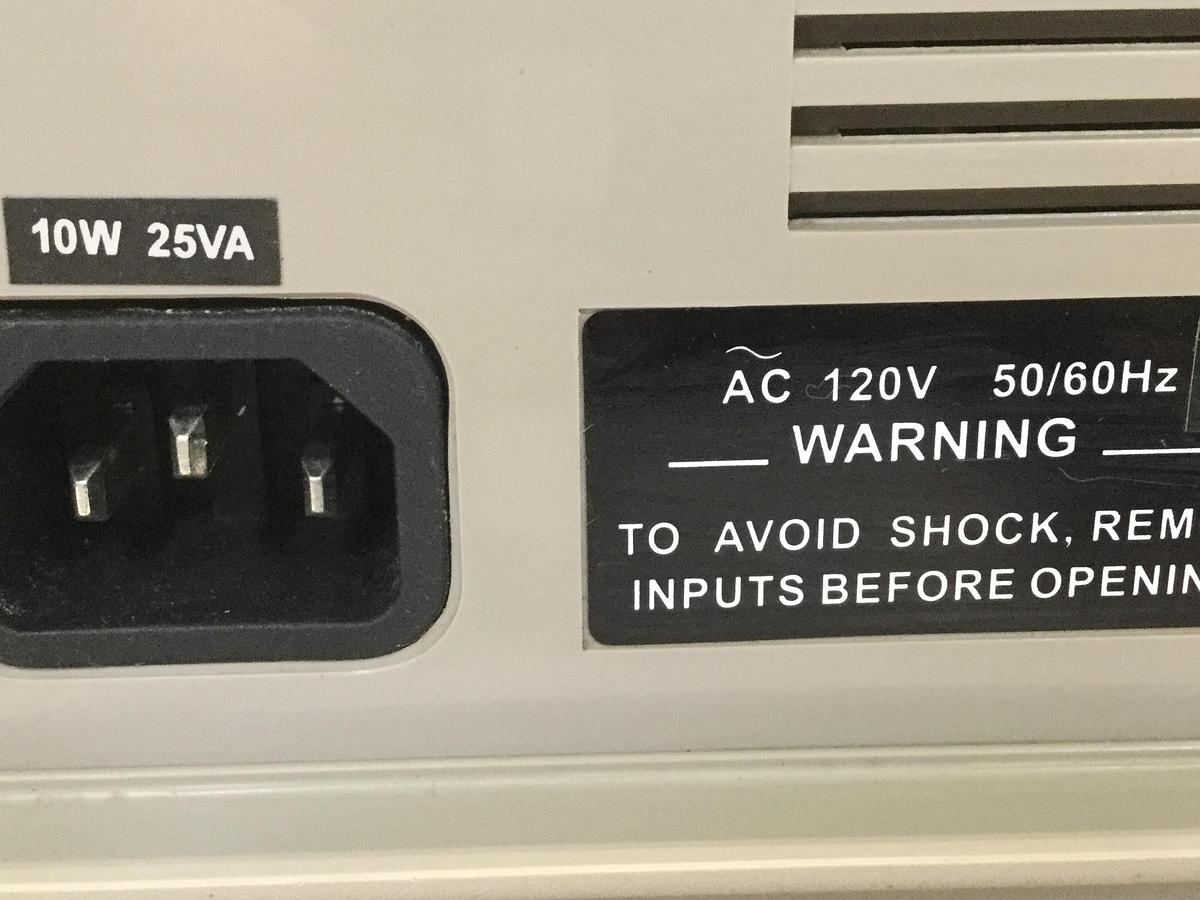 10W 25VA
AC 120V 50/60Hz
WARNING
TO AVOID SHOCK, REM
INPUTS BEFORE OPENIN